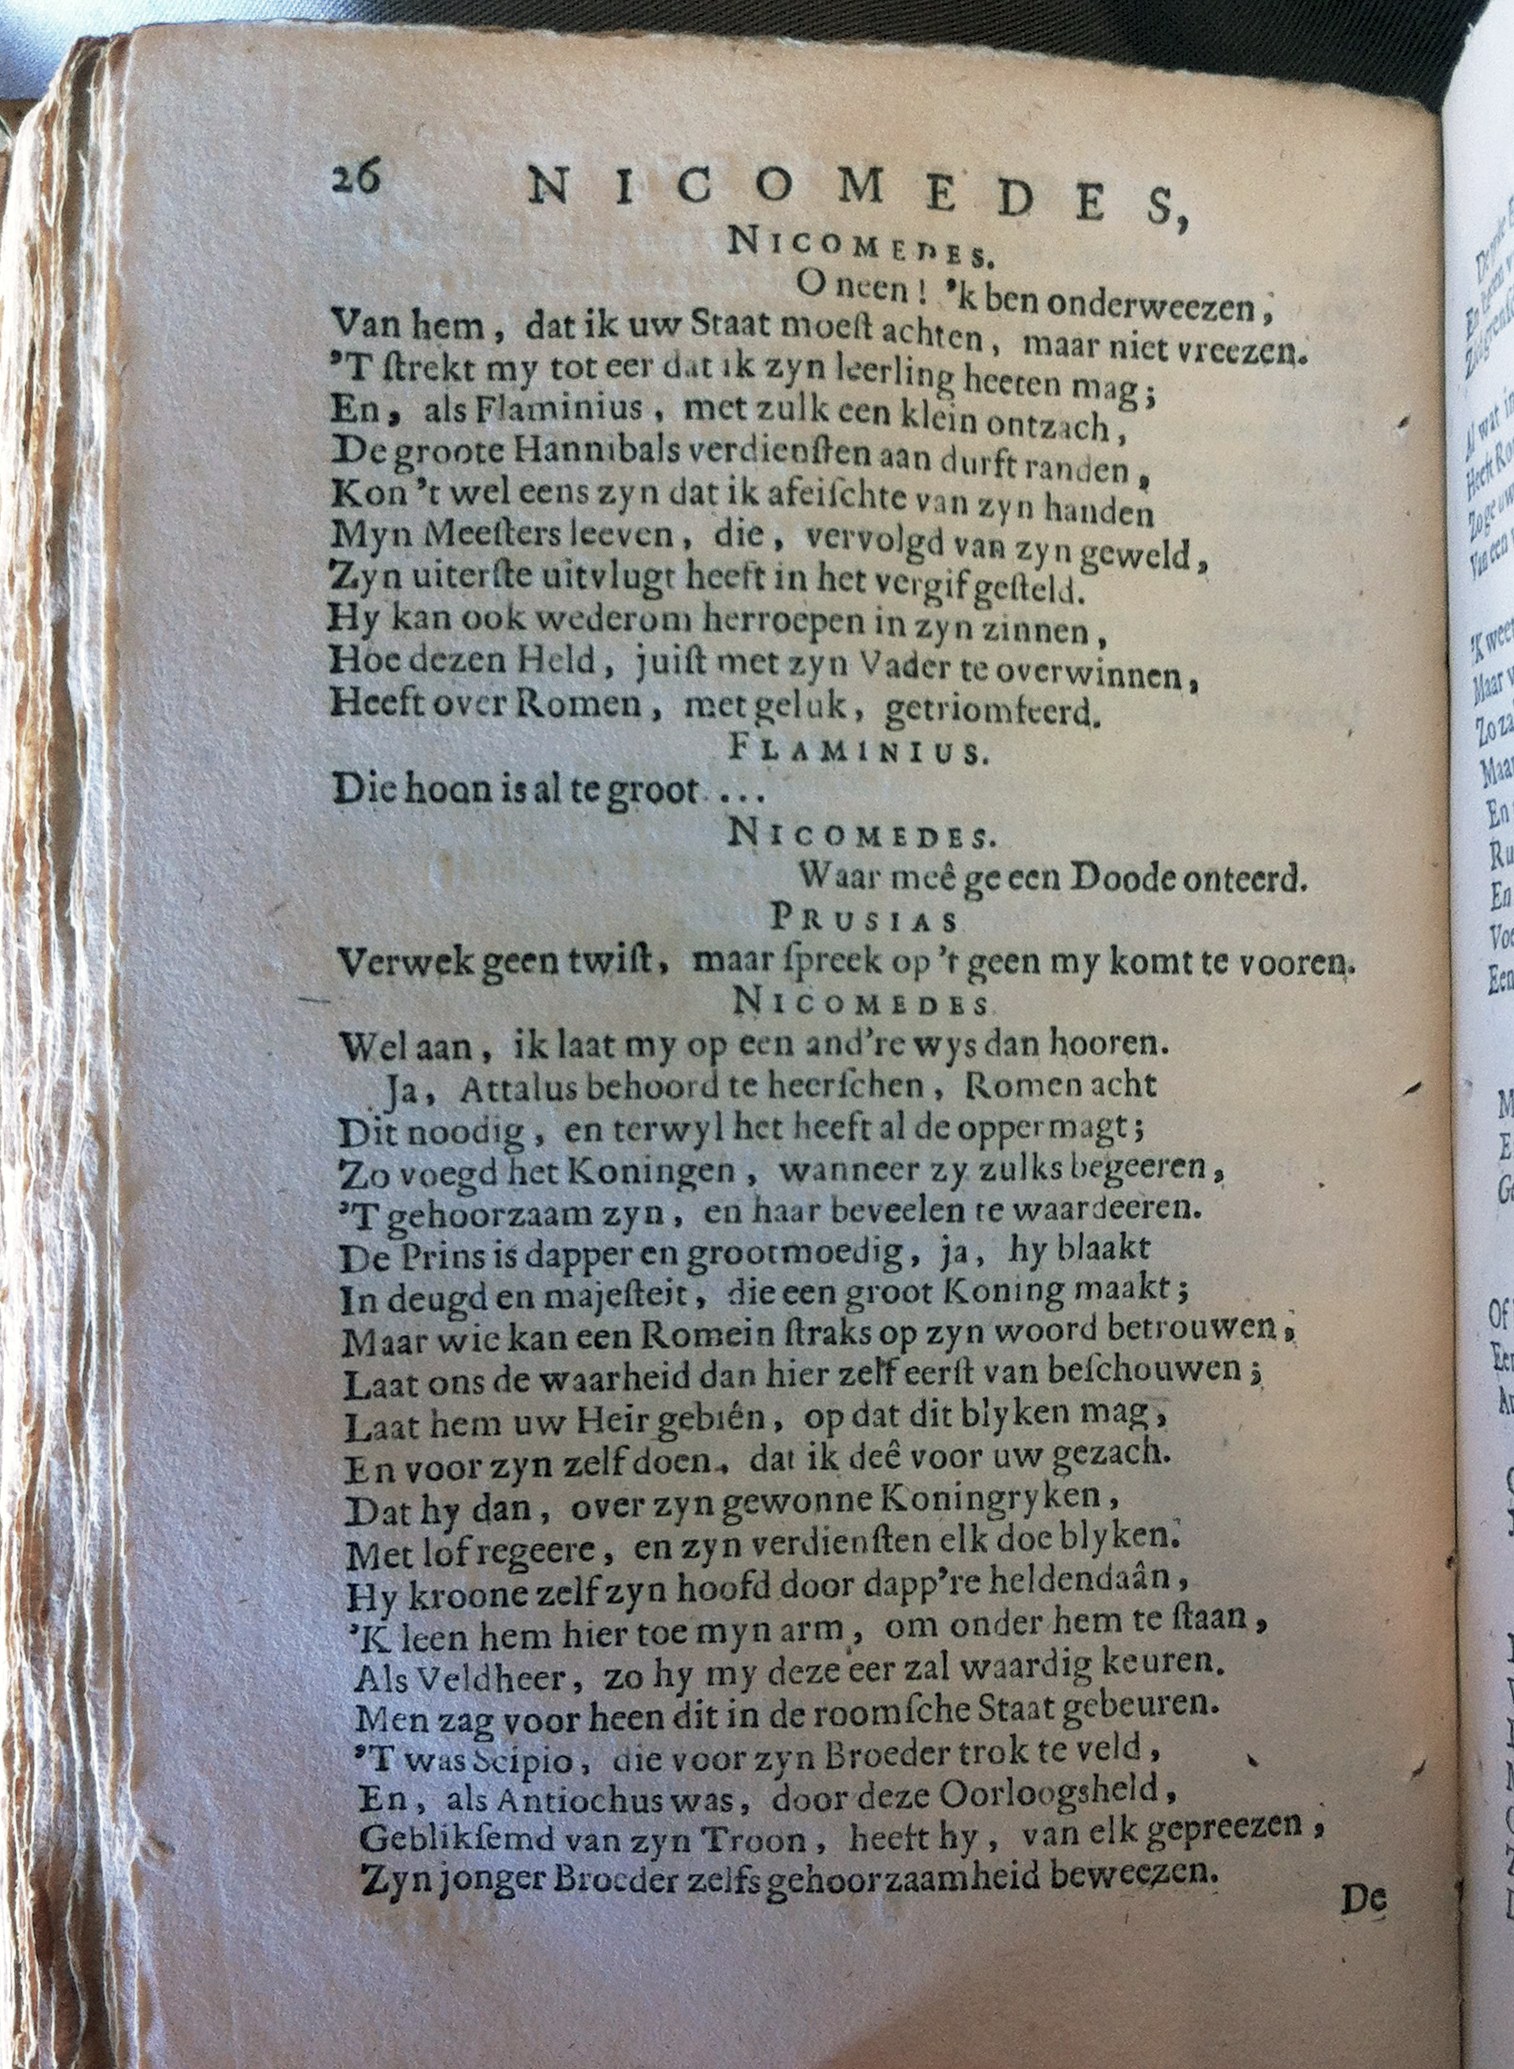 26 NICOMEDES,
NICOMEDES.
O neen! 'k ben onderweezen,
Van hem, dat ik uw Staat moeſt achten, maar niet vreezen.
'T ſtrekt my tot eer dat ik zyn leerling heeten mag;
En, als Flaminius, met zulk een klein ontzach,
De groote Hannibals verdienſten aan durft randen,
Kon 't wel eens zyn dat ik afeiſchte van zyn handen
Myn Meeſters leeven, die, vervolgd van zyn geweld,
Zyn uiterſte uitvlugt heeft in het vergif geſteld.
Hy kan ook wederom herroepen in zyn zinnen,
Hoe dezen Held, juiſt met zyn Vader te overwinnen,
Heeft over Romen, met geluk, getriomfeerd.
FLAMINIUS.
Die hoon is al te groot ...
NICOMEDES.
Waar meê ge een Doode onteerd.
PRUSIAS
Verwek geen twiſt, maar ſpreek op 't geen my komt te vooren.
NICOMEDES
Wel aan, ik laat my op een and're wys dan hooren.
Ja, Attalus behoord te heerſchen, Romen acht
Dit noodig, en terwyl het heeft al de oppermagt;
Zo voegd het Koningen, wanneer zy zulks begeeren,
'T gehoorzaam zyn, en haar beveelen te waardeeren.
De Prins is dapper en grootmoedig, ja, hy blaakt
In deugd en majeſteit, die een groot Koning maakt;
Maar wie kan een Romein ſtraks op zyn woord betrouwen,
Laat ons de waarheid dan hier zelf eerſt van beſchouwen;
Laat hem uw Heir gebiên, op dat dit blyken mag,
En voor zyn zelf doen, dat ik deê voor uw gezach.
Dat hy dan, over zyn gewonne Koningryken,
Met lof regeere, en zyn verdienſten elk doe blyken.
Hy kroone zelf zyn hoofd door dapp're heldendaân,
'K leen hem hier toe myn arm, om onder hem te ſtaan,
Als Veldheer, zo hy my deze eer zal waardig keuren.
Men zag voor heen dit in de roomſche Staat gebeuren.
'T was Scipio, die voor zyn Broeder trok te veld,
En, als Antiochus was, door deze Oorloogsheld,
Geblikſemd van zyn Troon, heeft hy, van elk gepreezen,
Zyn jonger Broeder zelfs gehoorzaamheid beweezen.
De